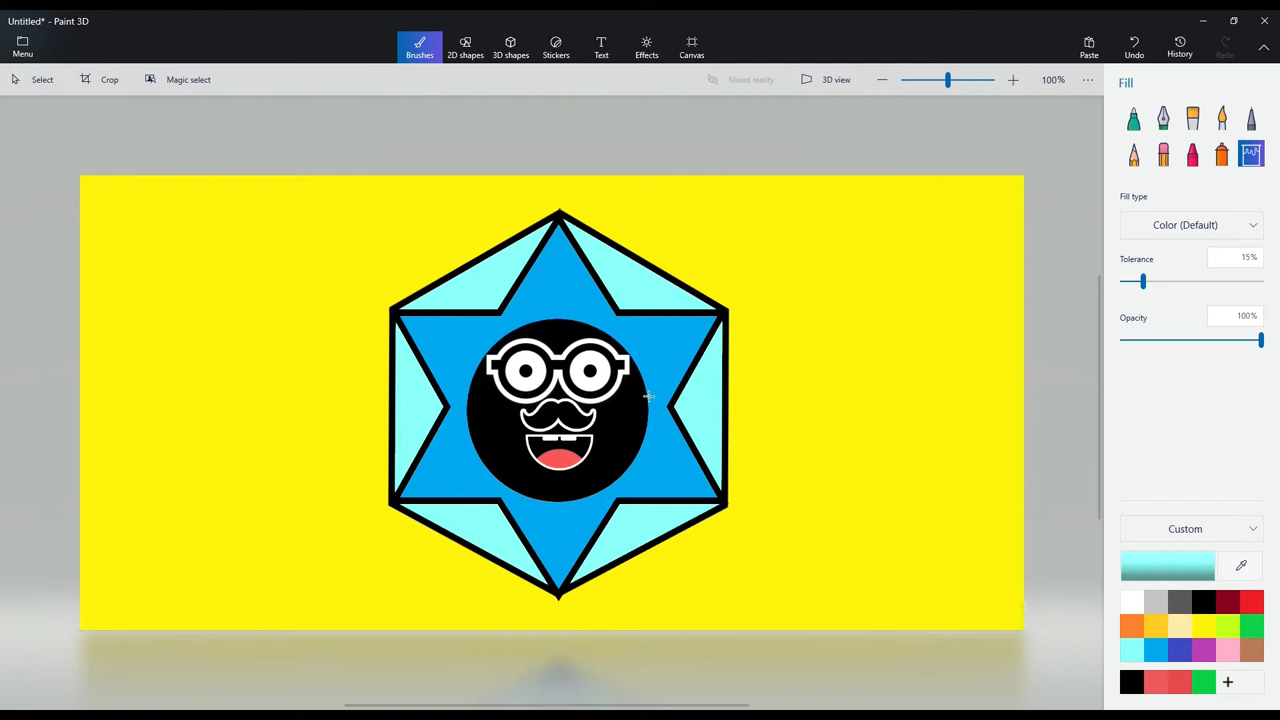 Untitled* - Paint 3D
Menu
Brushes
2D shapes
3D shapes
Stickers
Text
Effects
Canvas
Paste
Undo
History
Redo
Select
Crop
Magic select
Mixed reality
3D view
100%
Fill
Fill type
Color (Default)
Tolerance
15%
Opacity
100%
Custom